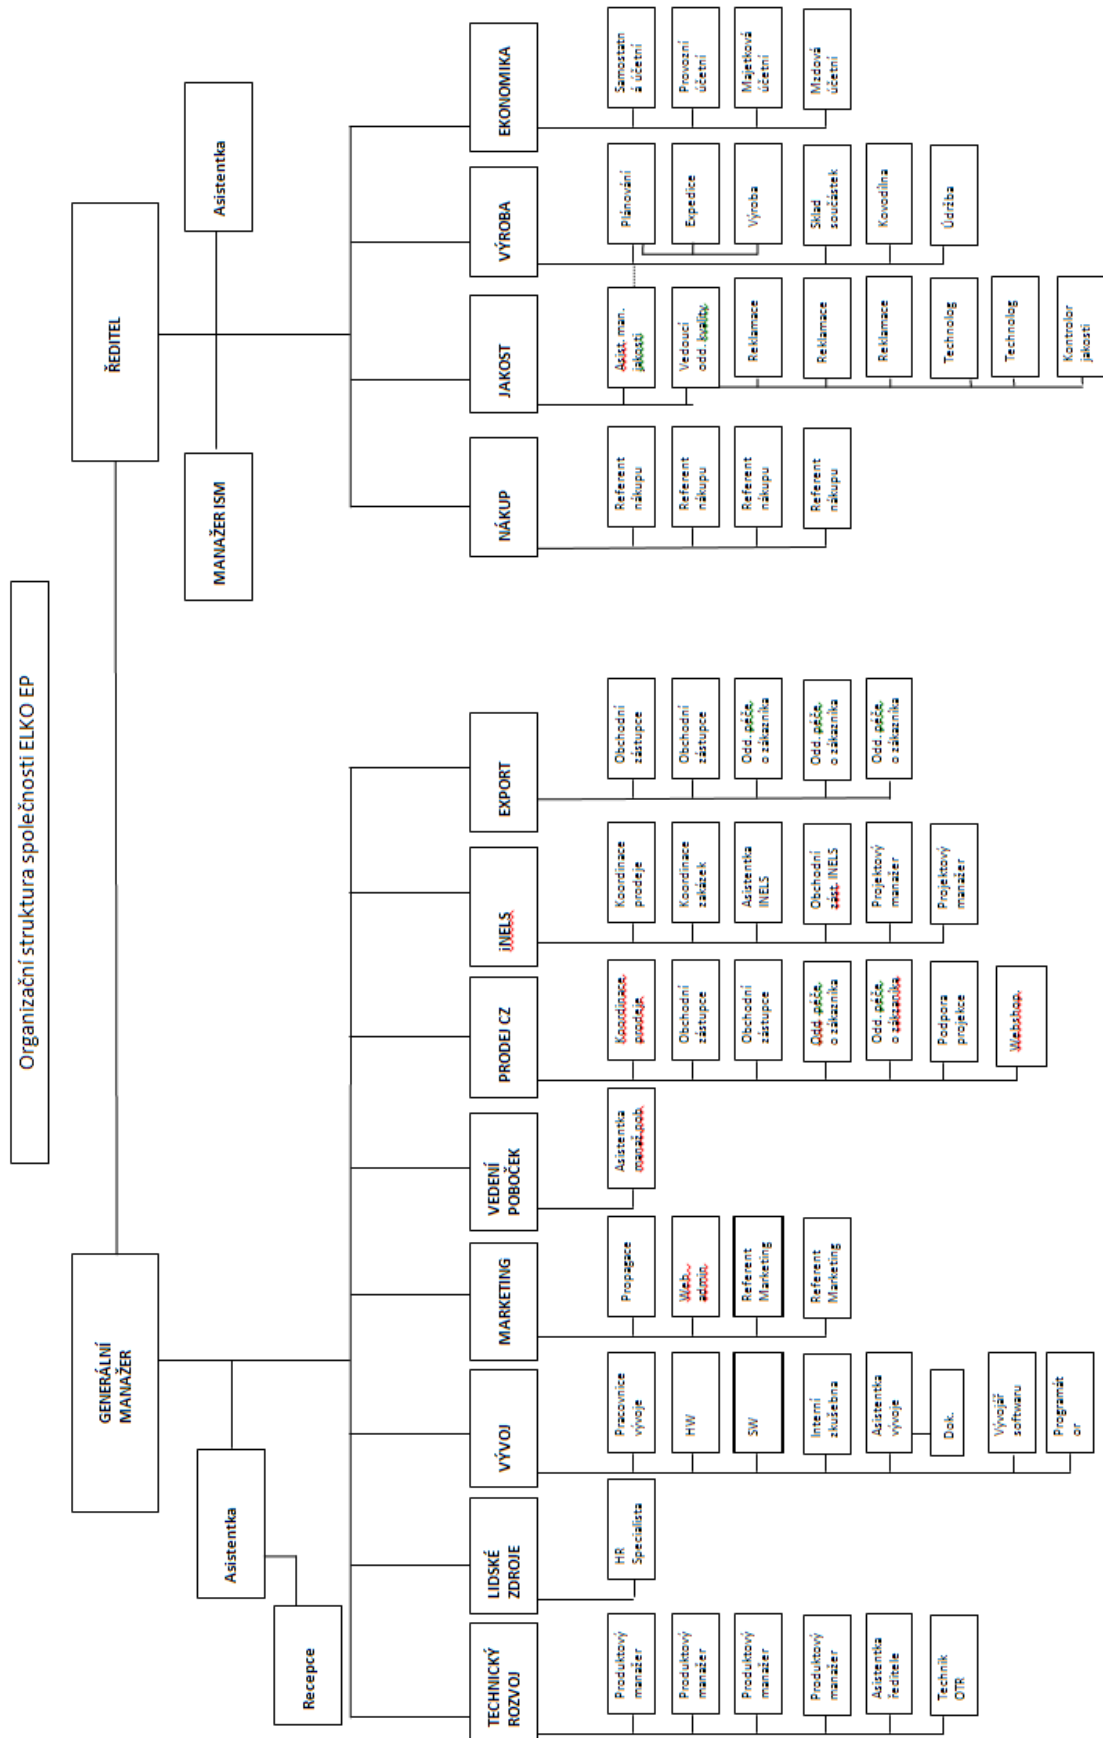 Organizační struktura společnosti ELKO EP
GENERÁLNÍ
MANAŽER
ŘEDITEL
Asistentka
Recepce
MANAŽER ISM
Asistentka
TECHNICKÝ
ROZVOJ
LIDSKÉ
ZDROJE
VÝVOJ
MARKETING
VEDENÍ
POBOČEK
PRODEJ CZ
iNELS
EXPORT
NÁKUP
JAKOST
VÝROBA
EKONOMIKA
Produktový
manažer
Produktový
manažer
Produktový
manažer
Produktový
manažer
Asistentka
ředitele
Technik
OTR
HR
Specialista
Pracovnice
vývoje
HW
SW
Interní
zkušebna
Asistentka
vývoje
Dok.
Vývojář
softwaru
Programát
or
Propagace
Web.
admin.
Referent
Marketing
Referent
Marketing
Asistentka
manaž.pob.
Koordinace
prodeje
Obchodní
zástupce
Obchodní
zástupce
Odd péče
o zákazníka
Odd. péče
o zákzaníka
Podpora
projekce
Webshop
Koordinace
prodeje
Koordinace
zakázek
Asistentka
INELS
Obchodní
zást. INELS
Projektový
manažer
Projektový
manažer
Obchodní
zástupce
Obchodní
zástupce
Odd. péče
o zákazníka
Odd. péče
o zákazníka
Odd. péče
o zákazníka
Referent
nákupu
Referent
nákupu
Referent
nákupu
Referent
nákupu
Asist. man.
jakosti
Vedoucí
odd. kvality
Reklamace
Reklamace
Reklamace
Technolog
Technolog
Kontrolor
jakosti
Plánování
Expedice
Výroba
Sklad
součástek
Kovodílna
Údržba
Samostatn
á účetní
Provozní
účetní
Majetková
účetní
Mzdová
účetní